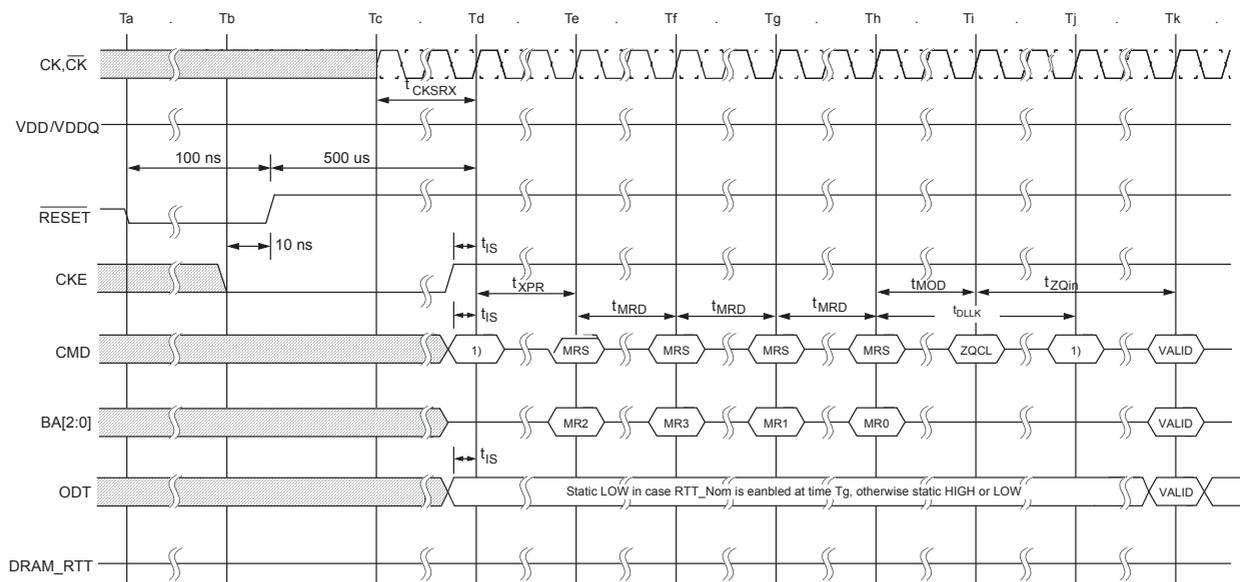 Ta . Tb Tc . Td . Te . Tf . Tg . Th . Ti . Tj . Tk .
CK,CK
tCKSRX
VDD/VDDQ
100 ns 500 us
RESET
10 ns tIS
CKE
tXPR tMOD tZQin
tIS tMRD tMRD tMRD tDLLK
CMD 1) MRS MRS MRS MRS ZQCL 1) VALID
BA[2:0] MR2 MR3 MR1 MR0 VALID
tIS
ODT Static LOW in case RTT_Nom is eanbled at time Tg, otherwise static HIGH or LOW VALID
DRAM_RTT